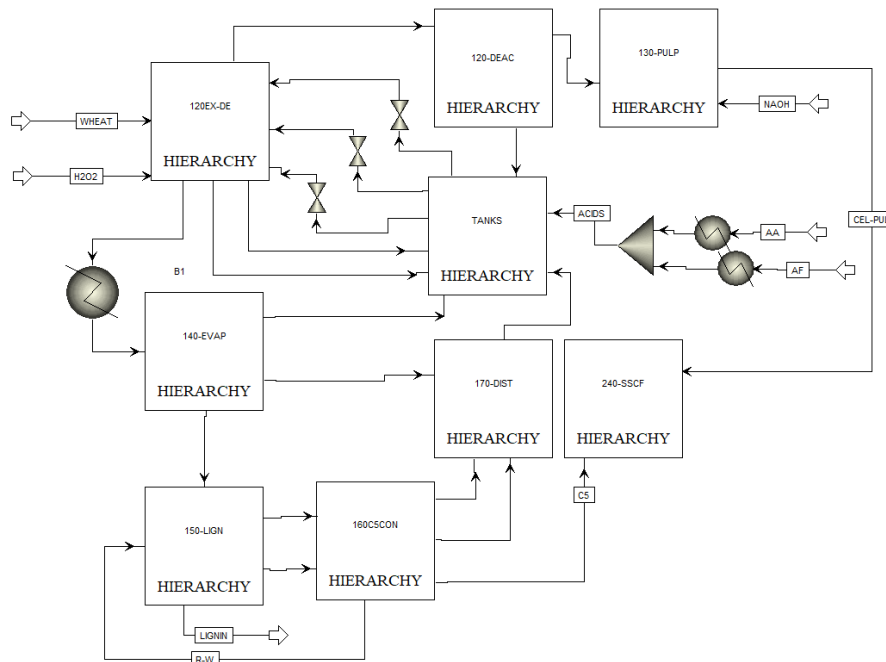 120-DEAC
HIERARCHY
130-PULP
HIERARCHY
120EX-DE
HIERARCHY
WHEAT
H2O2
NAOH
TANKS
HIERARCHY
ACIDS
AA
AF
CEL-PUL
B1
140-EVAP
HIERARCHY
170-DIST
HIERARCHY
240-SSCF
HIERARCHY
150-LIGN
HIERARCHY
160C5CON
HIERARCHY
C5
LIGNIN
R-W